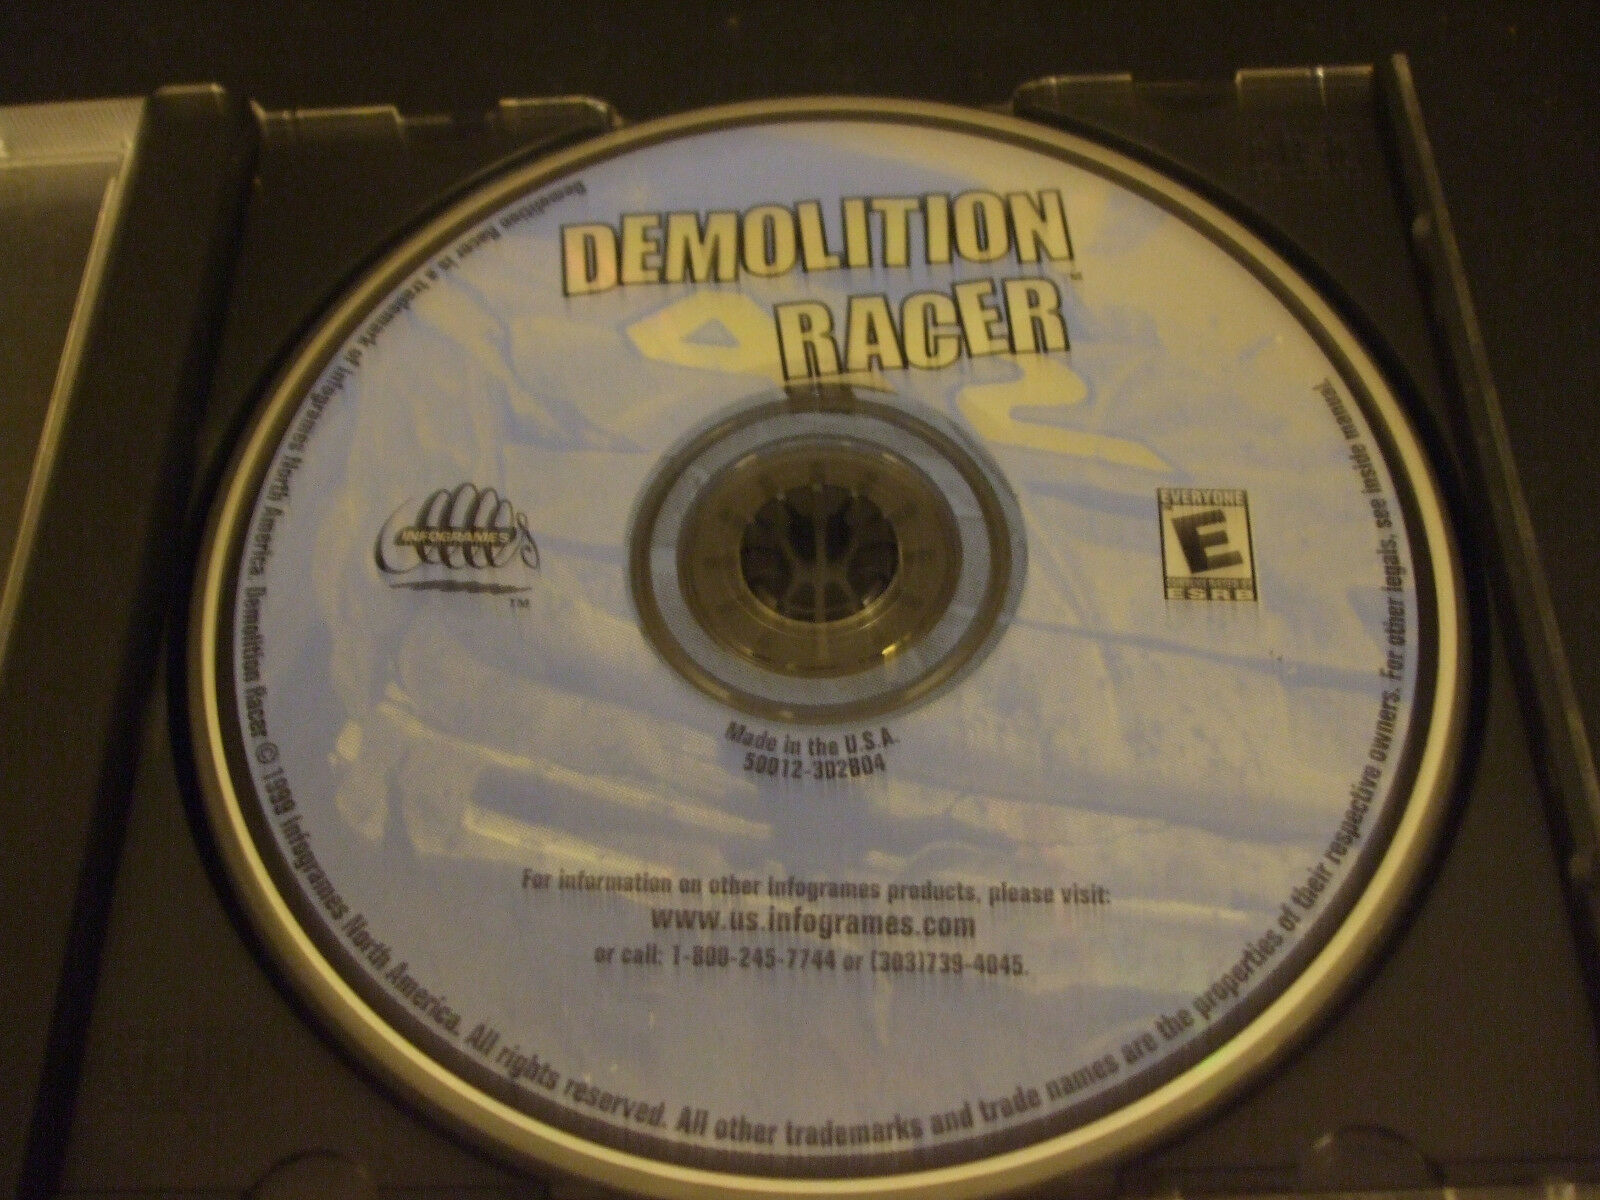 DEMOLITION
RACER™
INFOGRAMES
TM
EVERYONE
E
ESRB
Made in the U.S.A.
50012-302B04
For information on other Infogrames products, please visit:
www.us.infogrames.com
or call: 1-800-245-7744 or (303)739-4045.
Demolition Racer is a trademark of Infogrames North America. Demolition Racer © 1999 Infogrames North America. All rights reserved. All other trademarks and trade names are the properties of their respective owners. For other legals, see inside manual.